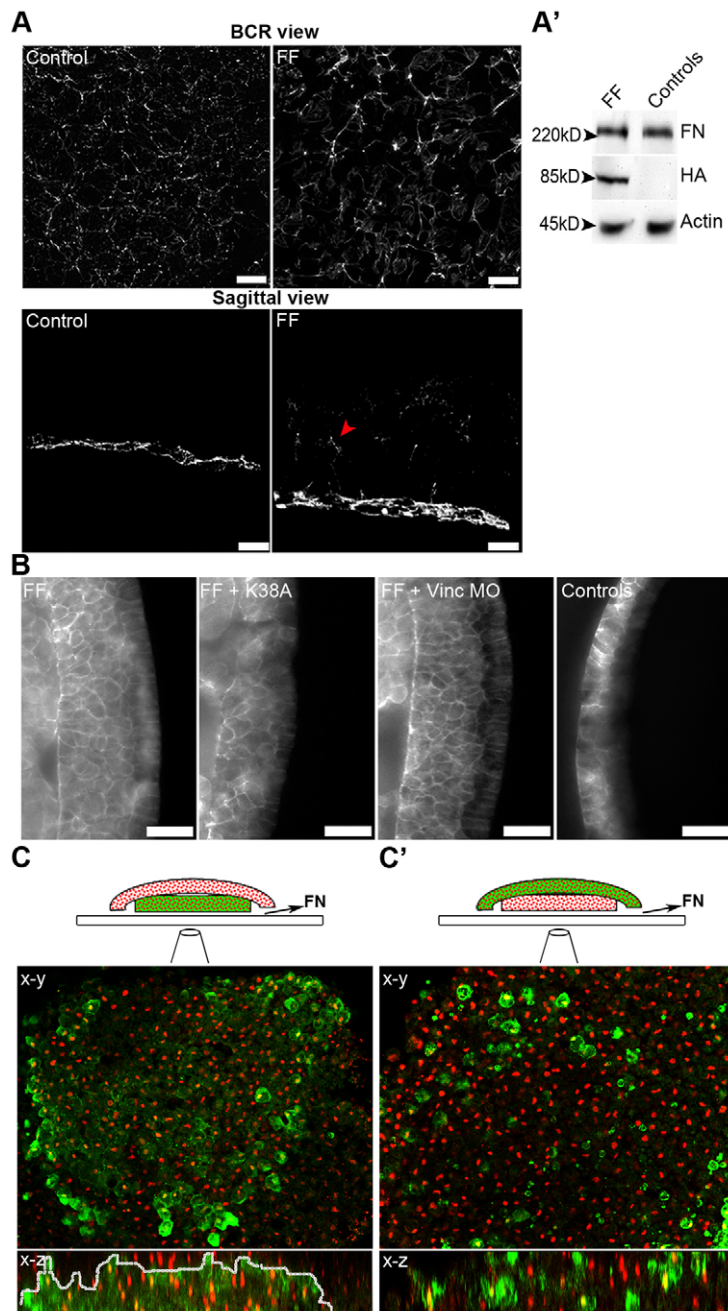 A
BCR view
Control
FF
Sagittal view
Control
FF
A'
FF
Controls
220kD
FN
85kD
HA
45kD
Actin
B
FF
FF + K38A
FF + Vinc MO
Controls
C
FN
x-y
x-z
C'
FN
x-y
x-z